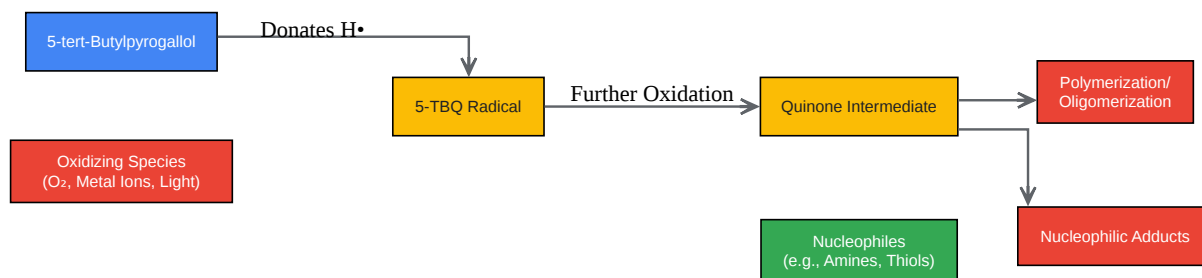 5-tert-Butylpyrogallol
Donates H•
5-TBQ Radical
Further Oxidation
Quinone Intermediate
Polymerization/
Oligomerization
Oxidizing Species
(O₂, Metal Ions, Light)
Nucleophiles
(e.g., Amines, Thiols)
Nucleophilic Adducts